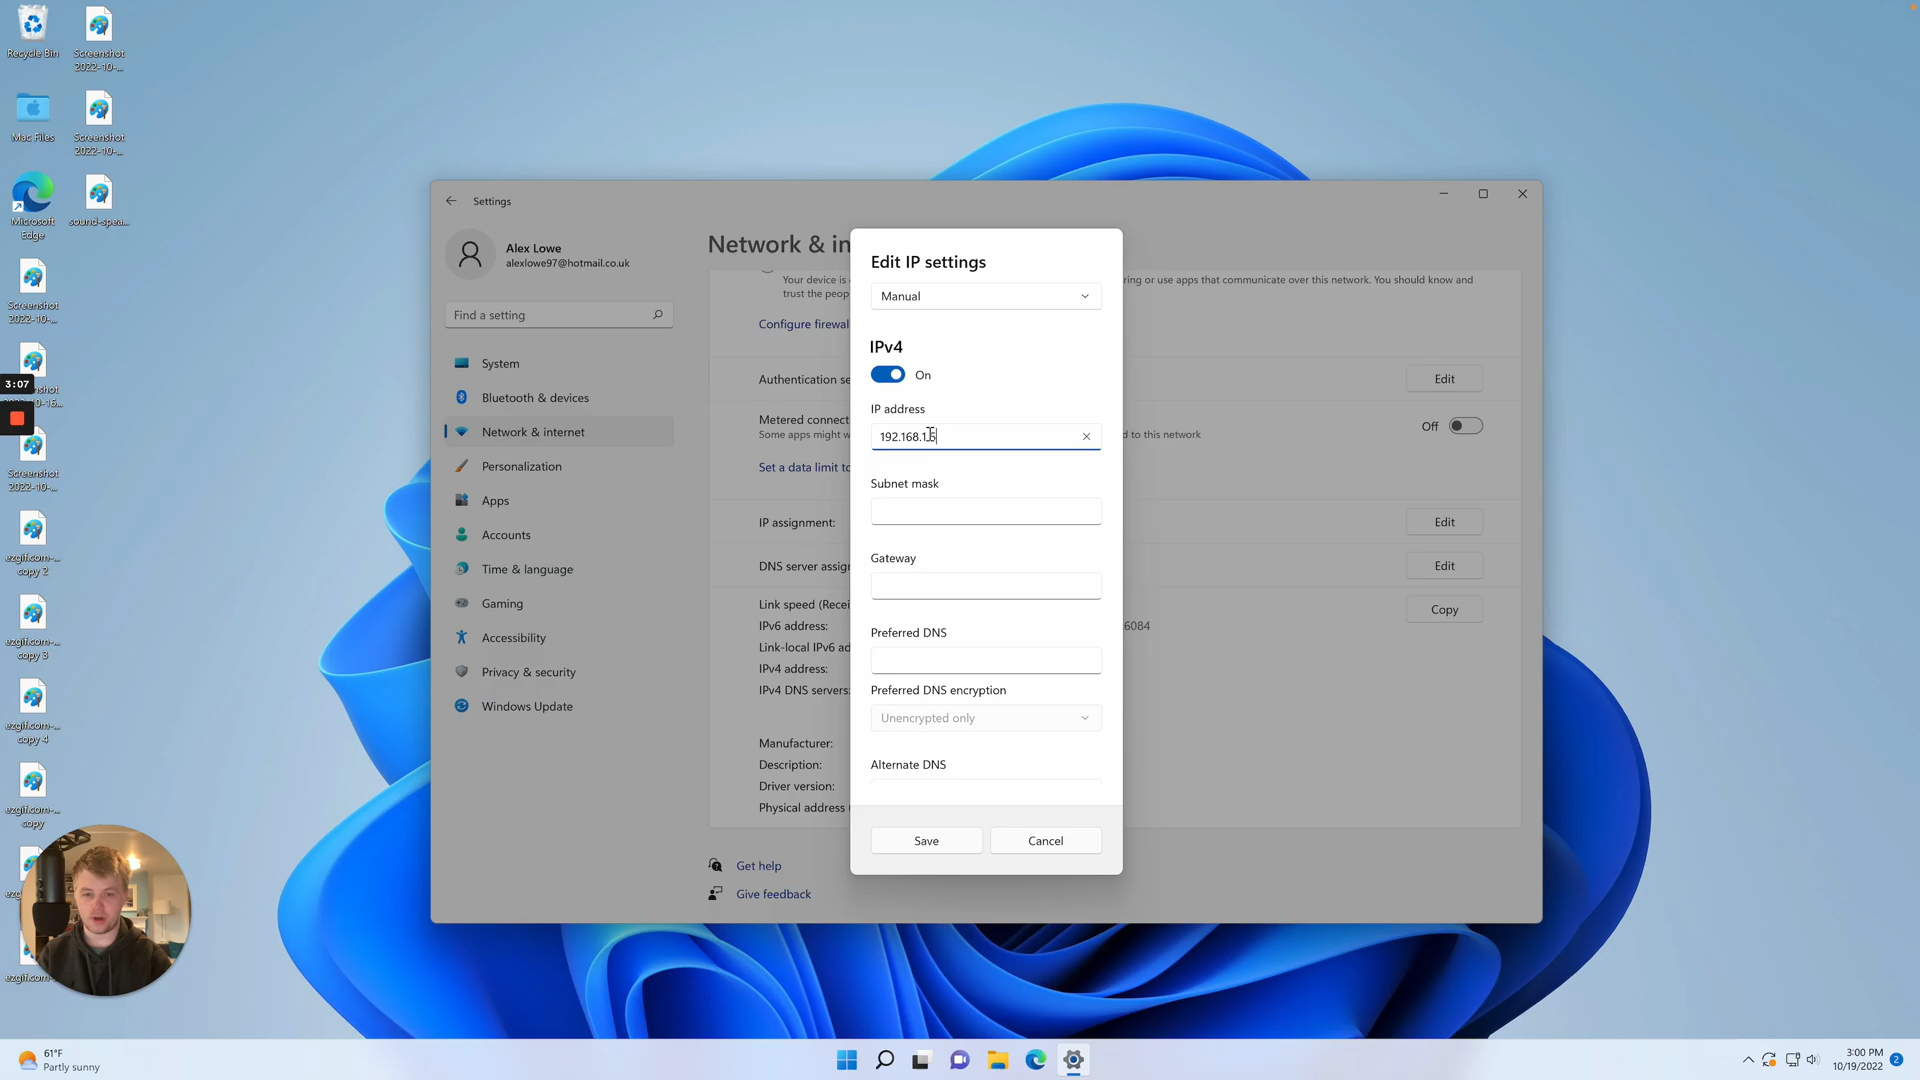 Recycle Bin
Screenshot
2022-10-...
Mac Files
Screenshot
2022-10-...
Microsoft
Edge
sound-spea...
Screenshot
2022-10-...
3:07
Screenshot
2022-10-...
ezgif.com-...
copy 2
ezgif.com-...
copy 3
ezgif.com-...
copy 4
ezgif.com-...
copy
Settings
Alex Lowe
alexlowe97@hotmail.co.uk
Find a setting
System
Bluetooth & devices
Network & internet
Personalization
Apps
Accounts
Time & language
Gaming
Accessibility
Privacy & security
Windows Update
Network & in
Your device is
ring or use apps that communicate over this network. You should know and
trust the peop
Configure firewal
Authentication se
Edit
Metered connect
Some apps might w
d to this network
Off
Set a data limit to
IP assignment:
Edit
DNS server assig
Edit
Link speed (Recei
Copy
IPv6 address:
6084
Link-local IPv6 ad
IPv4 address:
IPv4 DNS servers:
Manufacturer:
Description:
Driver version:
Physical address
Get help
Give feedback
Edit IP settings
Manual
IPv4
On
IP address
192.168.1.
Subnet mask
Gateway
Preferred DNS
Preferred DNS encryption
Unencrypted only
Alternate DNS
Save
Cancel
61°F
Partly sunny
3:00 PM
10/19/2022
2